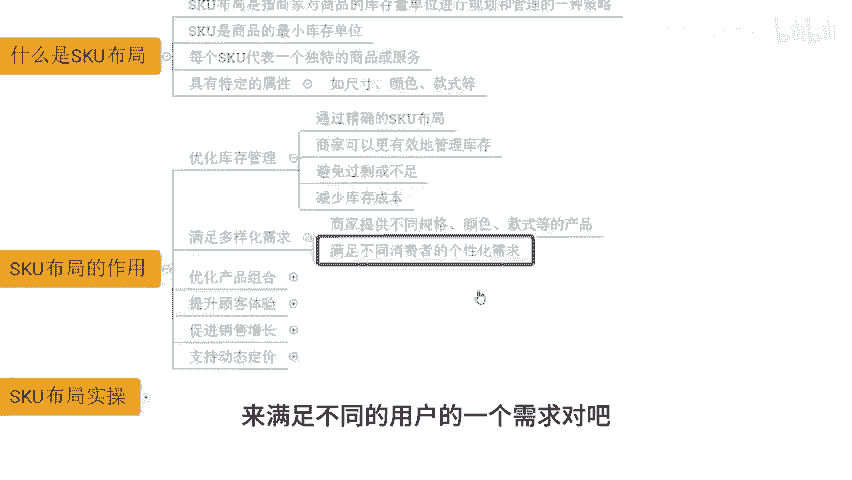 SKU布局是指商家对商品的库存量单位进行规划和管理的一种策略
什么是SKU布局
SKU是商品的最小库存单位
每个SKU代表一个独特的商品或服务
具有特定的属性 如尺寸、颜色、款式等
通过精确的SKU布局
商家可以更有效地管理库存
优化库存管理
避免过剩或不足
减少库存成本
商家提供不同规格、颜色、款式等的产品
满足多样化需求
满足不同消费者的个性化需求
SKU布局的作用
优化产品组合
提升顾客体验
促进销售增长
支持动态定价
SKU布局实操
来满足不同的用户的一个需求对吧